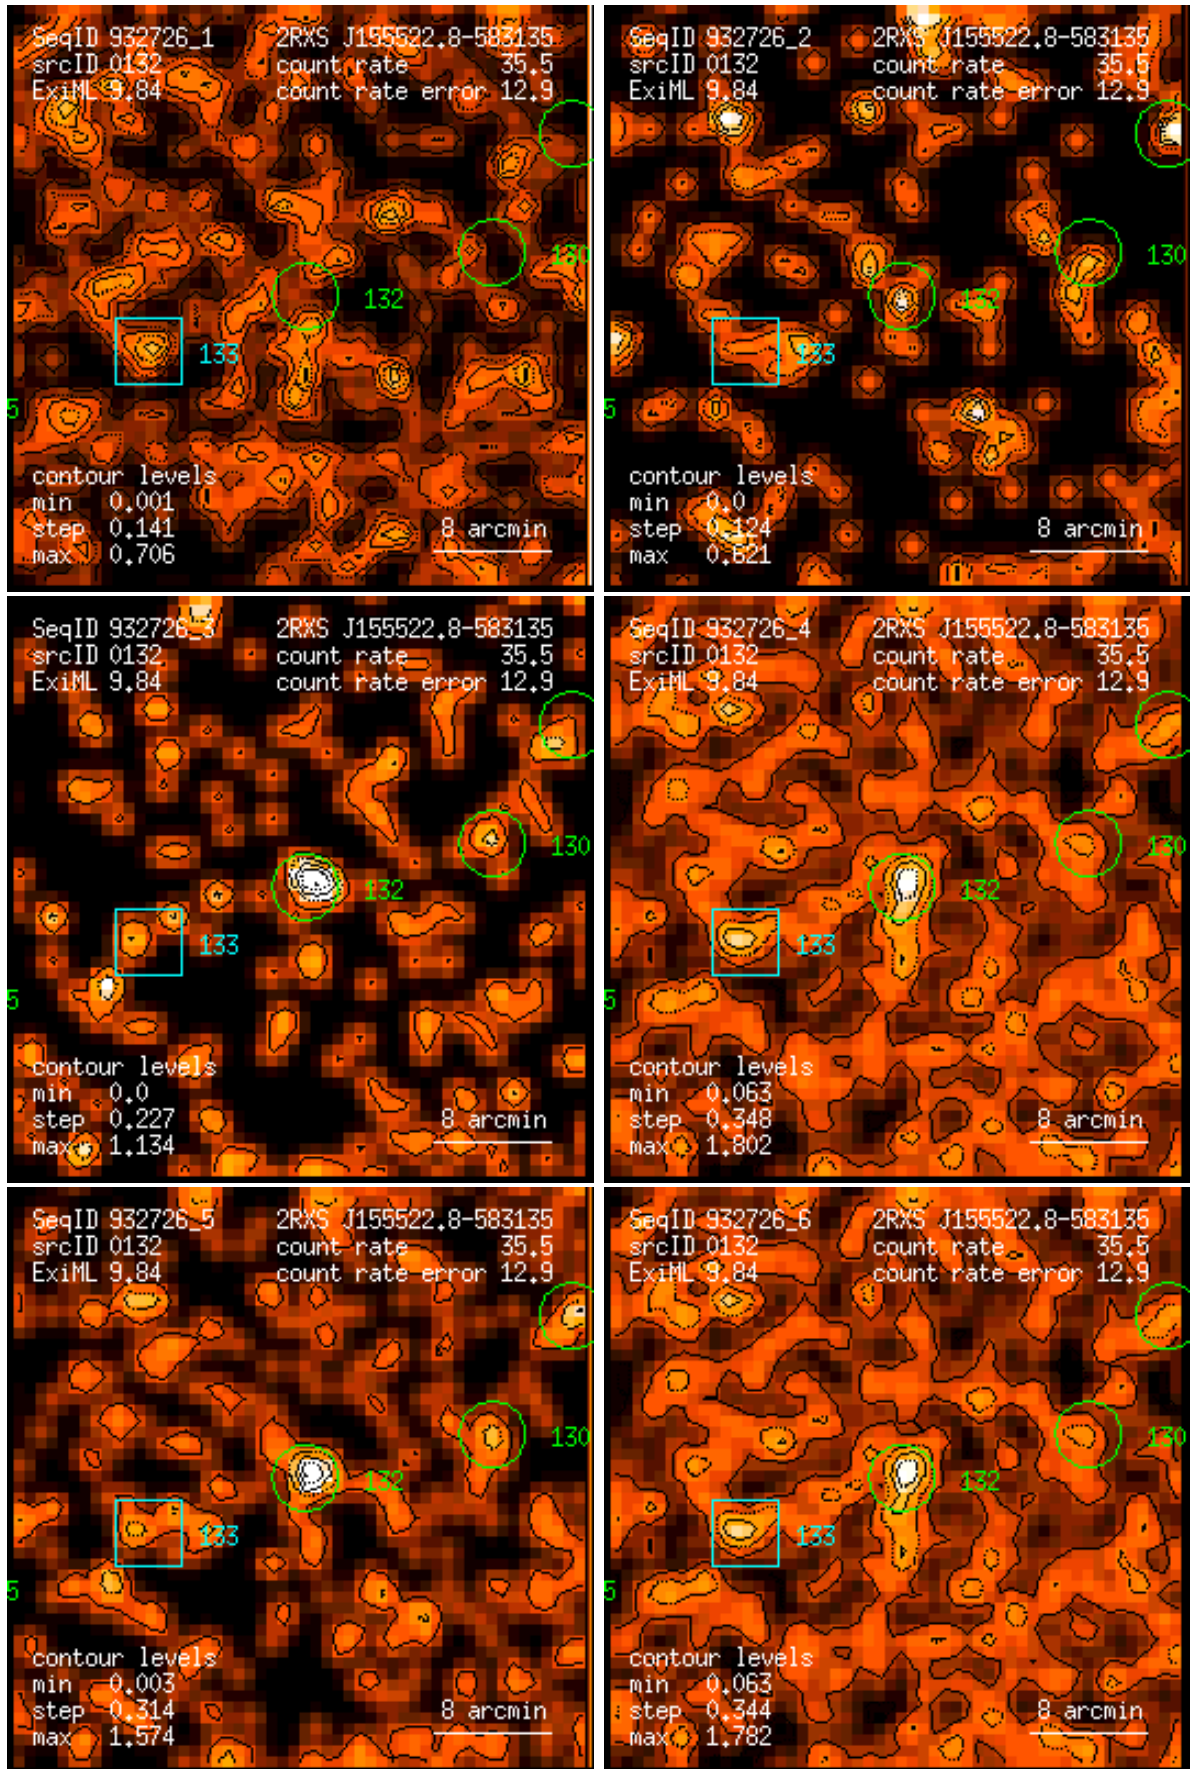 SeqID 932726_1 2RXS J155522.8-583135
srcID 0132 count rate 35.5
ExiML 9.84 count rate error 12.9
130
132
133
5
contour levels
min 0.001
step 0.141 8 arcmin
max 0.706
SeqID 932726_2 2RXS J155522.8-583135
srcID 0132 count rate 35.5
ExiML 9.84 count rate error 12.9
130
132
133
5
contour levels
min 0.0
step 0.124 8 arcmin
max 0.621
SeqID 932726_3 2RXS J155522.8-583135
srcID 0132 count rate 35.5
ExiML 9.84 count rate error 12.9
130
132
133
5
contour levels
min 0.0
step 0.227 8 arcmin
max 1.134
SeqID 932726_4 2RXS J155522.8-583135
srcID 0132 count rate 35.5
ExiML 9.84 count rate error 12.9
130
132
133
5
contour levels
min 0.063
step 0.348 8 arcmin
max 1.802
SeqID 932726_5 2RXS J155522.8-583135
srcID 0132 count rate 35.5
ExiML 9.84 count rate error 12.9
130
132
133
5
contour levels
min 0.003
step 0.314 8 arcmin
max 1.574
SeqID 932726_6 2RXS J155522.8-583135
srcID 0132 count rate 35.5
ExiML 9.84 count rate error 12.9
130
132
133
5
contour levels
min 0.063
step 0.344 8 arcmin
max 1.782